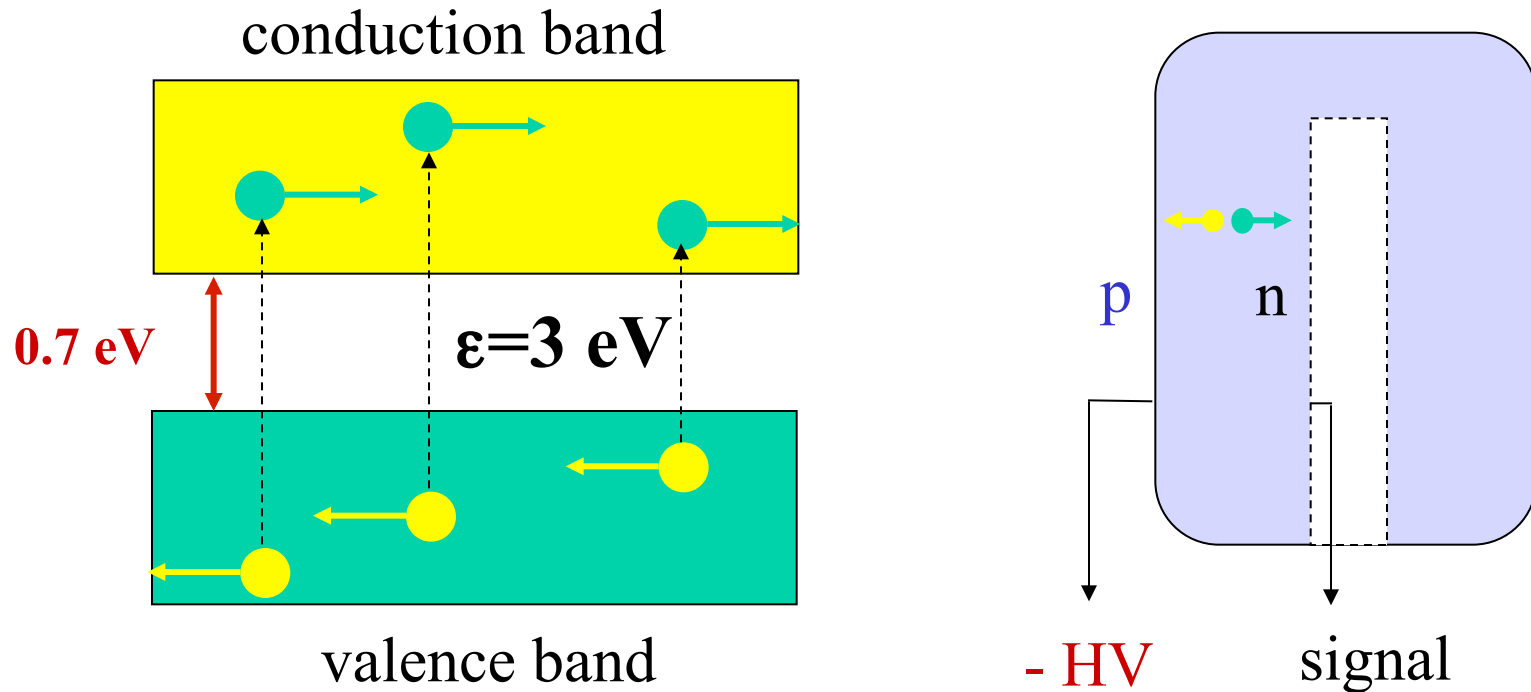 conduction band
0.7 eV
ε=3 eV
valence band
p
n
- HV
signal